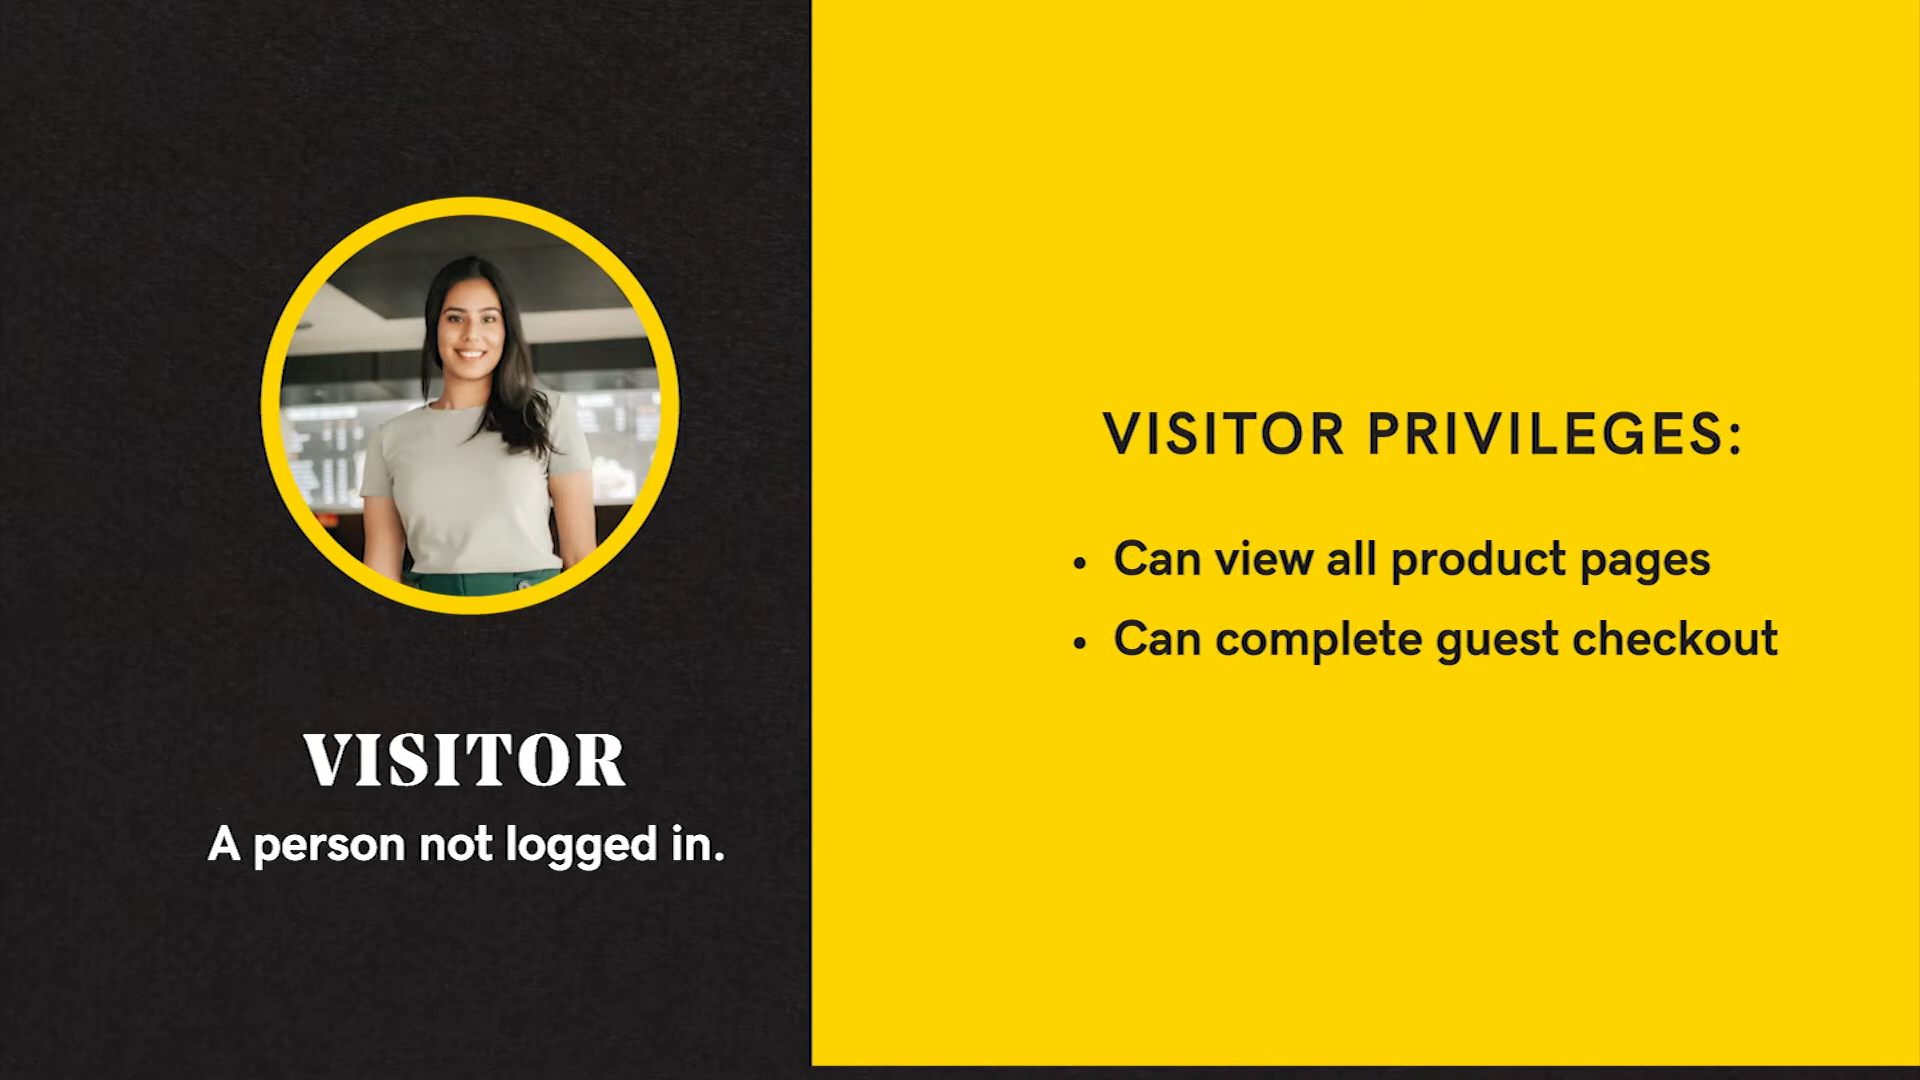 VISITOR
A person not logged in.
VISITOR PRIVILEGES:
• Can view all product pages
• Can complete guest checkout